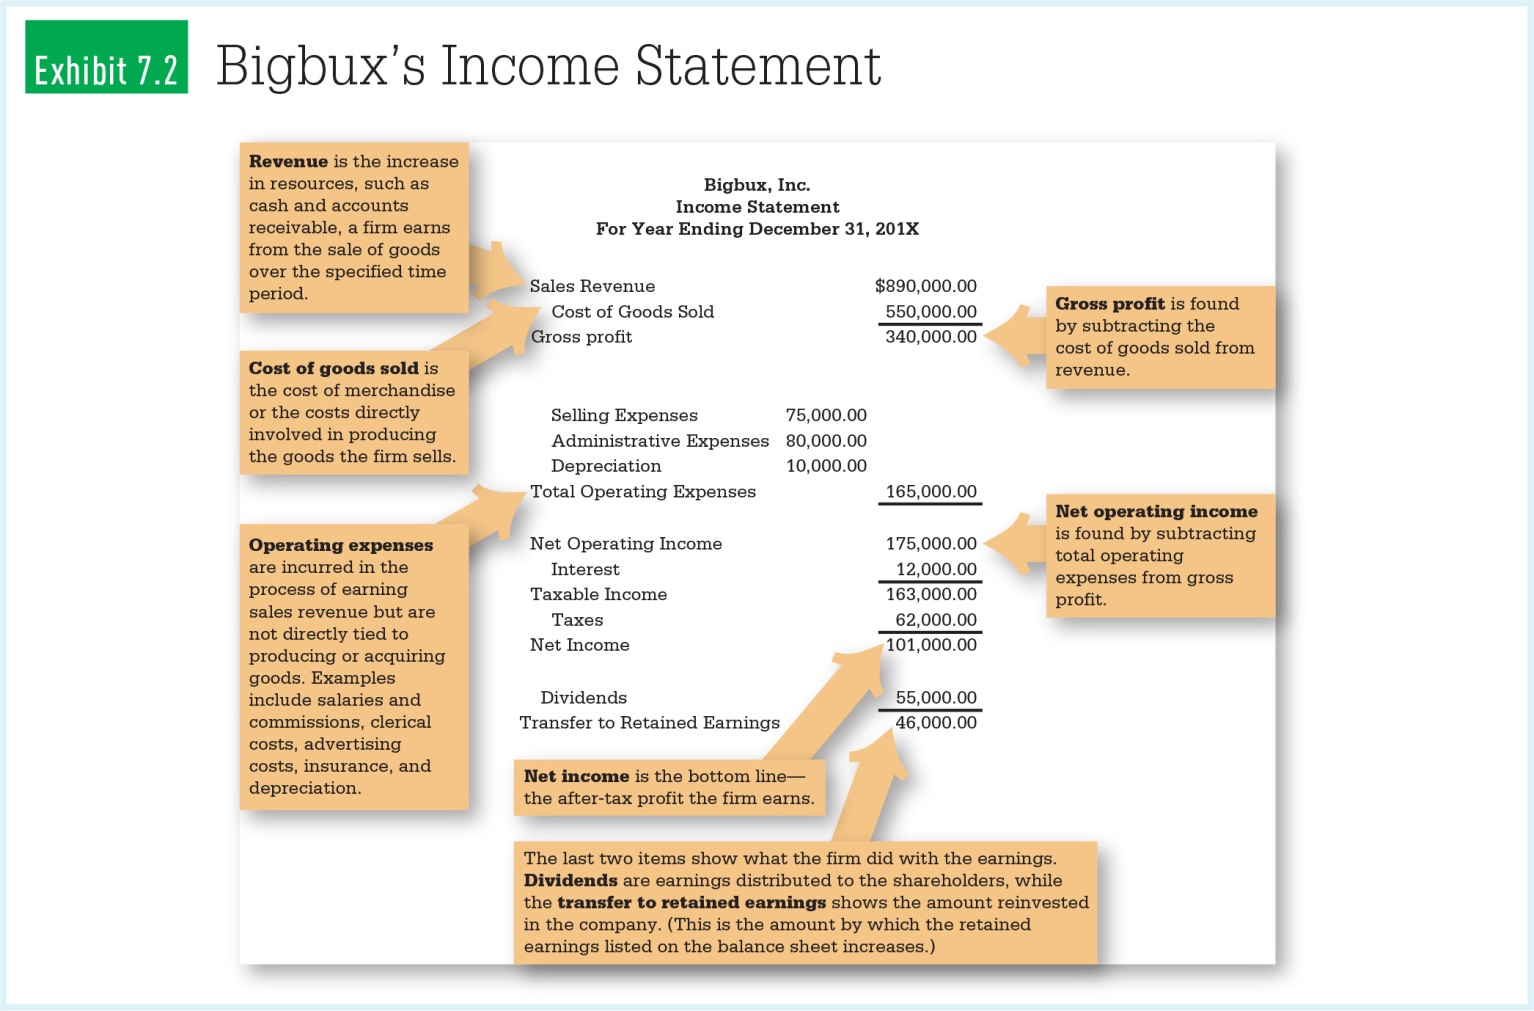 Exhibit 7.2
Bigbux’s Income Statement
Revenue is the increase
in resources, such as
cash and accounts
receivable, a firm earns
from the sale of goods
over the specified time
period.
Cost of goods sold is
the cost of merchandise
or the costs directly
involved in producing
the goods the firm sells.
Operating expenses
are incurred in the
process of earning
sales revenue but are
not directly tied to
producing or acquiring
goods. Examples
include salaries and
commissions, clerical
costs, advertising
costs, insurance, and
depreciation.
Bigbux, Inc.
Income Statement
For Year Ending December 31, 201X
Sales Revenue $890,000.00
Cost of Goods Sold 550,000.00
Gross profit 340,000.00
Selling Expenses 75,000.00
Administrative Expenses 80,000.00
Depreciation 10,000.00
Total Operating Expenses 165,000.00
Net Operating Income 175,000.00
Interest 12,000.00
Taxable Income 163,000.00
Taxes 62,000.00
Net Income 101,000.00
Dividends 55,000.00
Transfer to Retained Earnings 46,000.00
Gross profit is found
by subtracting the
cost of goods sold from
revenue.
Net operating income
is found by subtracting
total operating
expenses from gross
profit.
Net income is the bottom line—
the after-tax profit the firm earns.
The last two items show what the firm did with the earnings.
Dividends are earnings distributed to the shareholders, while
the transfer to retained earnings shows the amount reinvested
in the company. (This is the amount by which the retained
earnings listed on the balance sheet increases.)